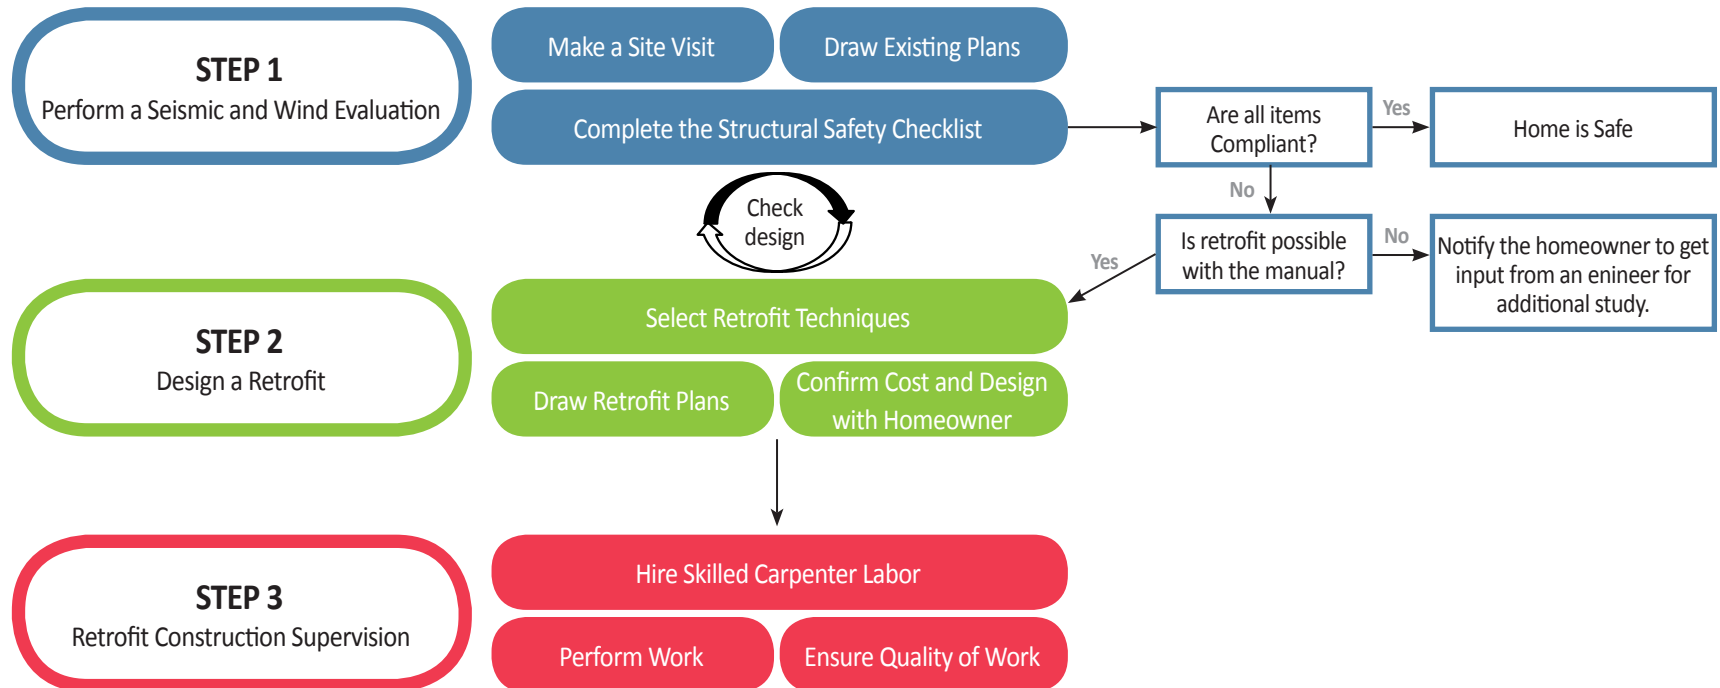 STEP 1
Perform a Seismic and Wind Evaluation
Make a Site Visit
Draw Existing Plans
Complete the Structural Safety Checklist
Are all items
Compliant?
Yes
Home is Safe
No
Check
design
Is retrofit possible
with the manual?
No
Notify the homeowner to get
input from an enineer for
additional study.
Yes
STEP 2
Design a Retrofit
Select Retrofit Techniques
Draw Retrofit Plans
Confirm Cost and Design
with Homeowner
STEP 3
Retrofit Construction Supervision
Hire Skilled Carpenter Labor
Perform Work
Ensure Quality of Work